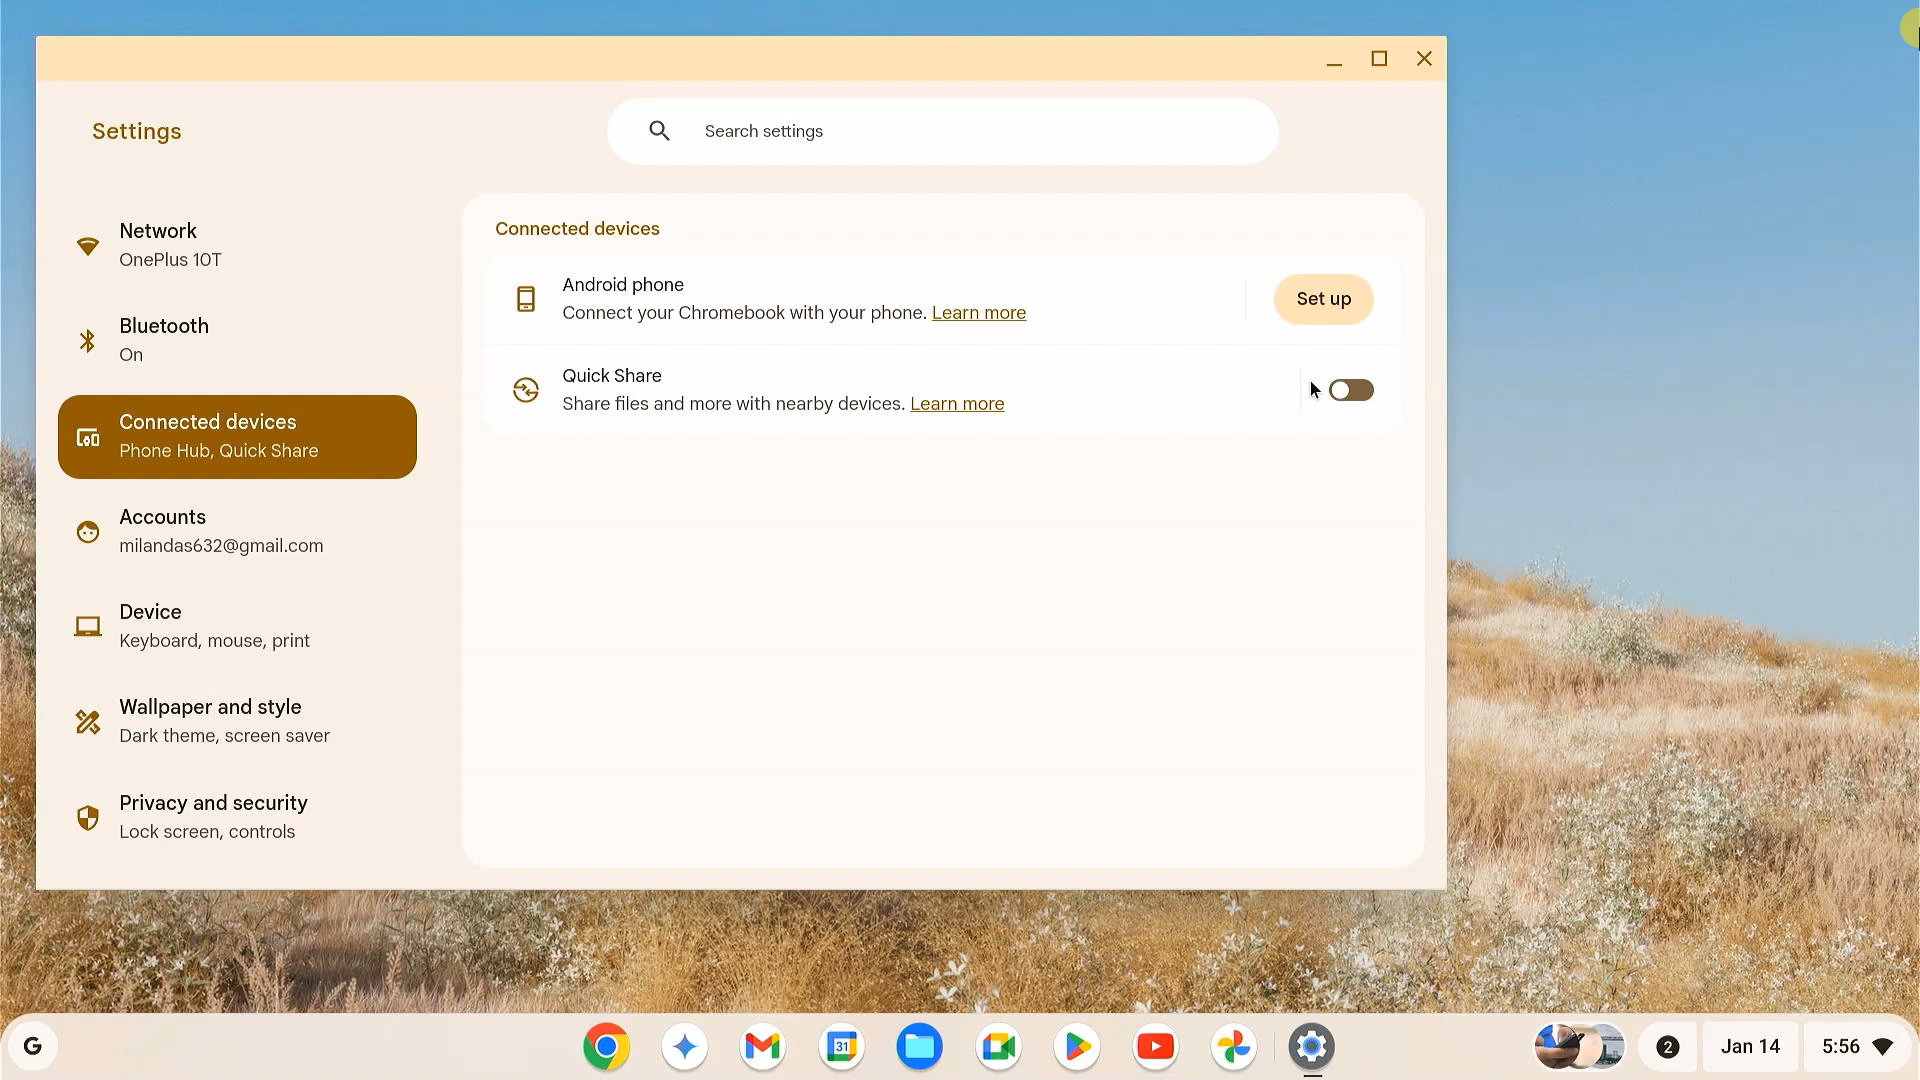 Settings
Search settings
Network
OnePlus 10T
Bluetooth
On
Connected devices
Phone Hub, Quick Share
Accounts
milandas632@gmail.com
Device
Keyboard, mouse, print
Wallpaper and style
Dark theme, screen saver
Privacy and security
Lock screen, controls
Connected devices
Android phone
Connect your Chromebook with your phone. Learn more
Set up
Quick Share
Share files and more with nearby devices. Learn more
G
31
2
Jan 14
5:56